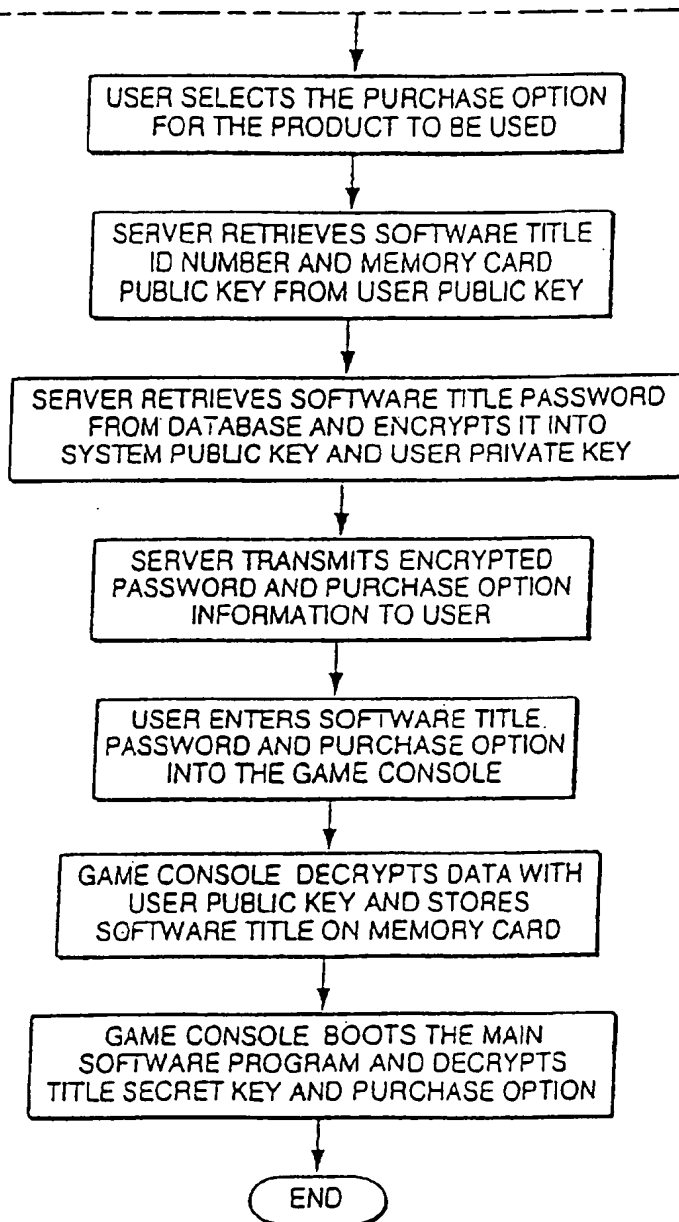 USER SELECTS THE PURCHASE OPTION
FOR THE PRODUCT TO BE USED
SERVER RETRIEVES SOFTWARE TITLE
ID NUMBER AND MEMORY CARD
PUBLIC KEY FROM USER PUBLIC KEY
SERVER RETRIEVES SOFTWARE TITLE PASSWORD
FROM DATABASE AND ENCRYPTS IT INTO
SYSTEM PUBLIC KEY AND USER PRIVATE KEY
SERVER TRANSMITS ENCRYPTED
PASSWORD AND PURCHASE OPTION
INFORMATION TO USER
USER ENTERS SOFTWARE TITLE.
PASSWORD AND PURCHASE OPTION
INTO THE GAME CONSOLE
GAME CONSOLE DECRYPTS DATA WITH
USER PUBLIC KEY AND STORES
SOFTWARE TITLE ON MEMORY CARD
GAME CONSOLE BOOTS THE MAIN
SOFTWARE PROGRAM AND DECRYPTS
TITLE SECRET KEY AND PURCHASE OPTION
END